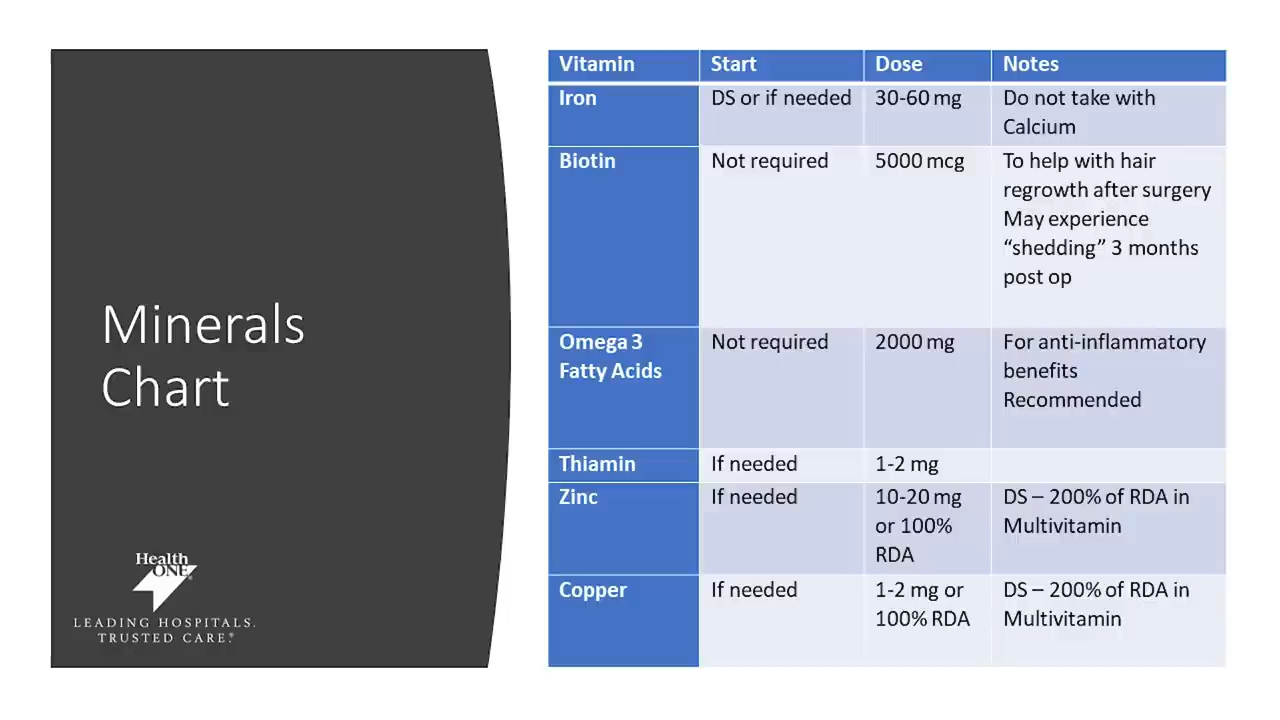 Minerals
Chart
Health
ONE®
LEADING HOSPITALS.
TRUSTED CARE.®
Vitamin Start Dose Notes
Iron DS or if needed 30-60 mg Do not take with
Calcium
Biotin Not required 5000 mcg To help with hair
regrowth after surgery
May experience
“shedding” 3 months
post op
Omega 3 Not required 2000 mg For anti-inflammatory
Fatty Acids benefits
Recommended
Thiamin If needed 1-2 mg
Zinc If needed 10-20 mg DS – 200% of RDA in
or 100% Multivitamin
RDA
Copper If needed 1-2 mg or DS – 200% of RDA in
100% RDA Multivitamin